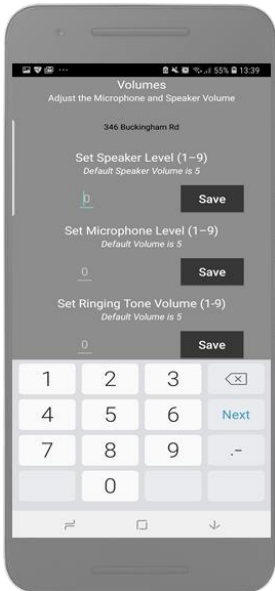 55% 13:39
Volumes
Adjust the Microphone and Speaker Volume
346 Buckingham Rd
Set Speaker Level (1–9)
Default Speaker Volume is 5
0 Save
Set Microphone Level (1–9)
Default Volume is 5
0 Save
Set Ringing Tone Volume (1-9)
Default Volume is 5
0 Save
1 2 3
4 5 6 Next
7 8 9 .-
0